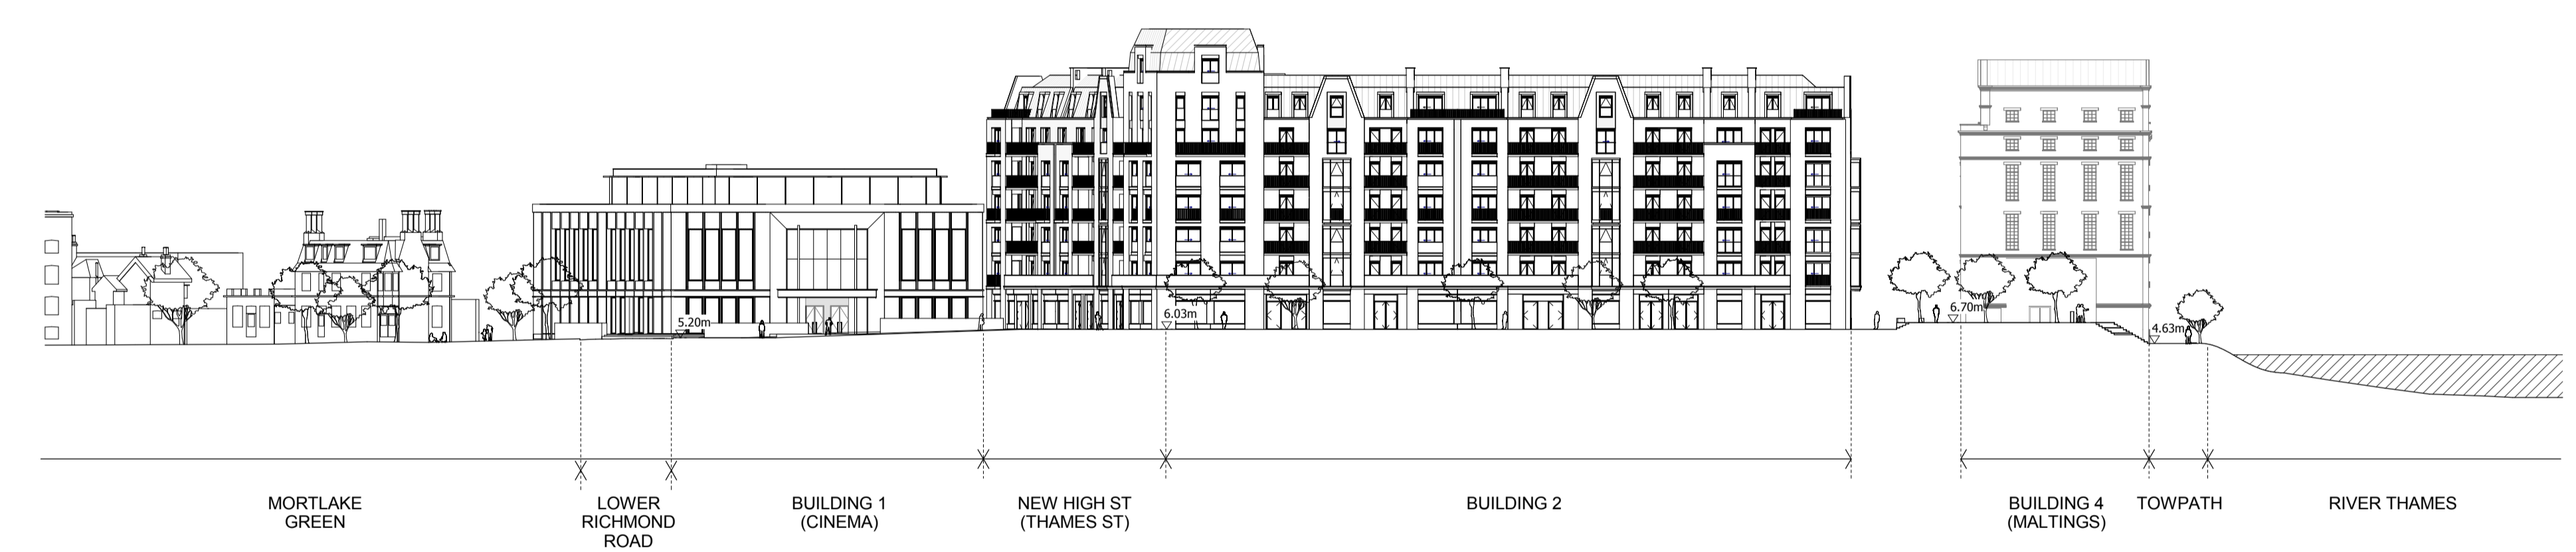 5.20m
6.03m
6.70m
4.63m
MORTLAKE
GREEN
LOWER
RICHMOND
ROAD
BUILDING 1
(CINEMA)
NEW HIGH ST
(THAMES ST)
BUILDING 2
BUILDING 4
(MALTINGS)
TOWPATH
RIVER THAMES